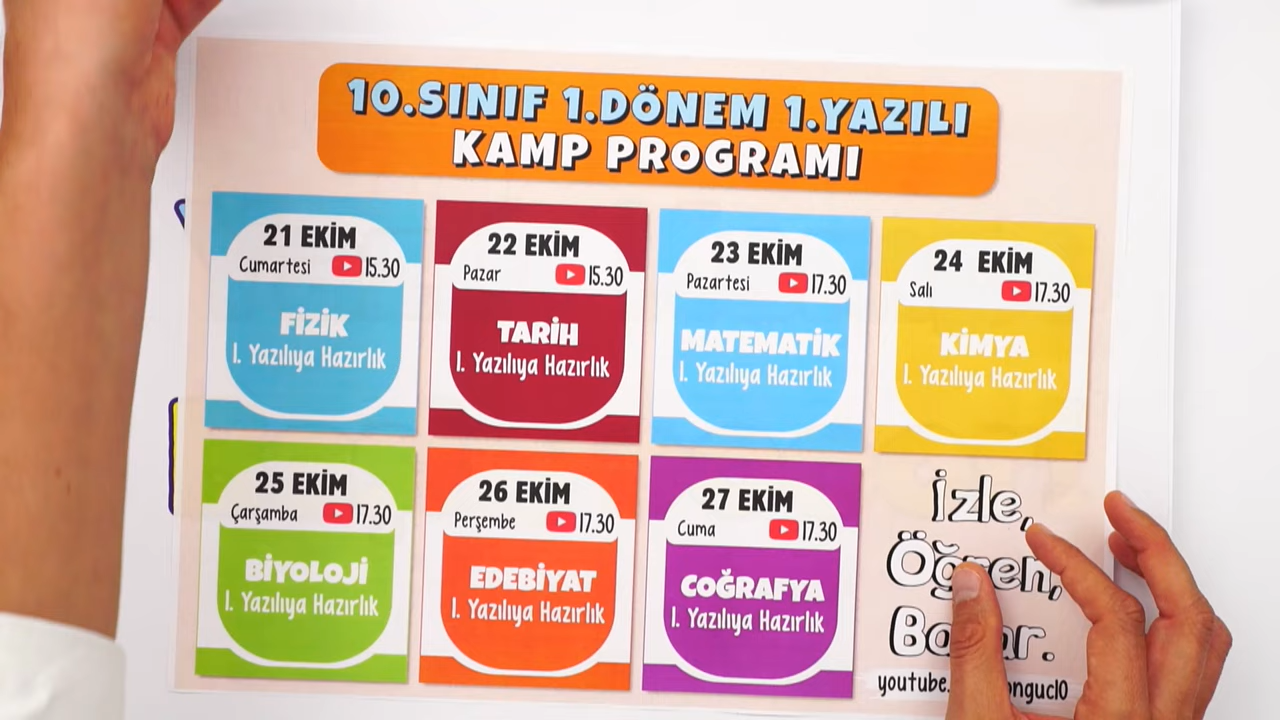 10.SINIF 1.DÖNEM 1.YAZILI
KAMP PROGRAMI
21 EKİM
Cumartesi 15.30
FİZİK
1. Yazılıya Hazırlık
22 EKİM
Pazar 15.30
TARİH
1. Yazılıya Hazırlık
23 EKİM
Pazartesi 17.30
MATEMATİK
1. Yazılıya Hazırlık
24 EKİM
Salı 17.30
KİMYA
1. Yazılıya Hazırlık
25 EKİM
Çarşamba 17.30
BİYOLOJİ
1. Yazılıya Hazırlık
26 EKİM
Perşembe 17.30
EDEBİYAT
1. Yazılıya Hazırlık
27 EKİM
Cuma 17.30
COĞRAFYA
1. Yazılıya Hazırlık
İzle,
Öğren,